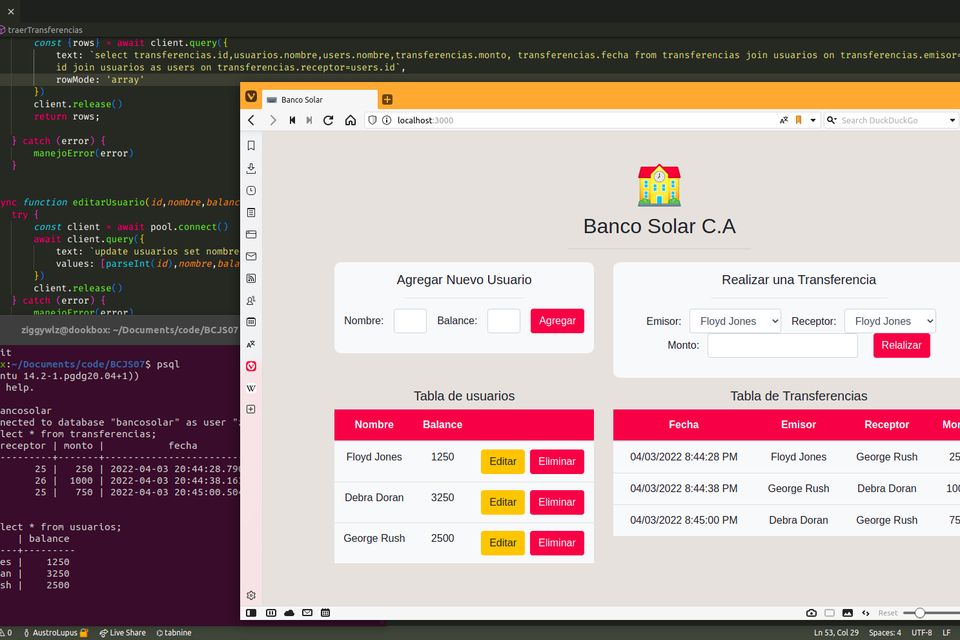 traerTransferencias
const {rows} = await client.query({
text: `select transferencias.id,usuarios.nombre,users.nombre,transferencias.monto, transferencias.fecha from transferencias join usuarios on transferencias.emisor=
id join usuarios as users on transferencias.receptor=users.id`,
rowMode: 'array'
})
client.release()
return rows;
} catch (error) {
manejoError(error)
}
ync function editarUsuario(id,nombre,balanc
try {
const client = await pool.connect()
await client.query({
text: `update usuarios set nombre
values: [parseInt(id),nombre,bala
})
client.release()
} catch (error) {
manejoError(error)
ziggywlz@dookbox: ~/Documents/code/BCJS07
it
x:~/Documents/code/BCJS07$ psql
ntu 14.2-1.pgdg20.04+1))
help.
ancosolar
nected to database "bancosolar" as user "
lect * from transferencias;
receptor | monto | fecha
---------+-------+-----------------------
25 | 250 | 2022-04-03 20:44:28.790
26 | 1000 | 2022-04-03 20:44:38.16
25 | 750 | 2022-04-03 20:45:00.504
lect * from usuarios;
| balance
---+---------
es | 1250
an | 3250
sh | 2500
Banco Solar
localhost:3000
Search DuckDuckGo
Banco Solar C.A
Agregar Nuevo Usuario
Nombre: Balance: Agregar
Realizar una Transferencia
Emisor: Floyd Jones Receptor: Floyd Jones
Monto: Relalizar
Tabla de usuarios
Nombre Balance
Floyd Jones 1250 Editar Eliminar
Debra Doran 3250 Editar Eliminar
George Rush 2500 Editar Eliminar
Tabla de Transferencias
Fecha Emisor Receptor Mon
04/03/2022 8:44:28 PM Floyd Jones George Rush 25
04/03/2022 8:44:38 PM George Rush Debra Doran 100
04/03/2022 8:45:00 PM Debra Doran George Rush 75
Reset
0 AustroLupus Live Share tabnine Ln 53, Col 29 Spaces: 4 UTF-8 LF